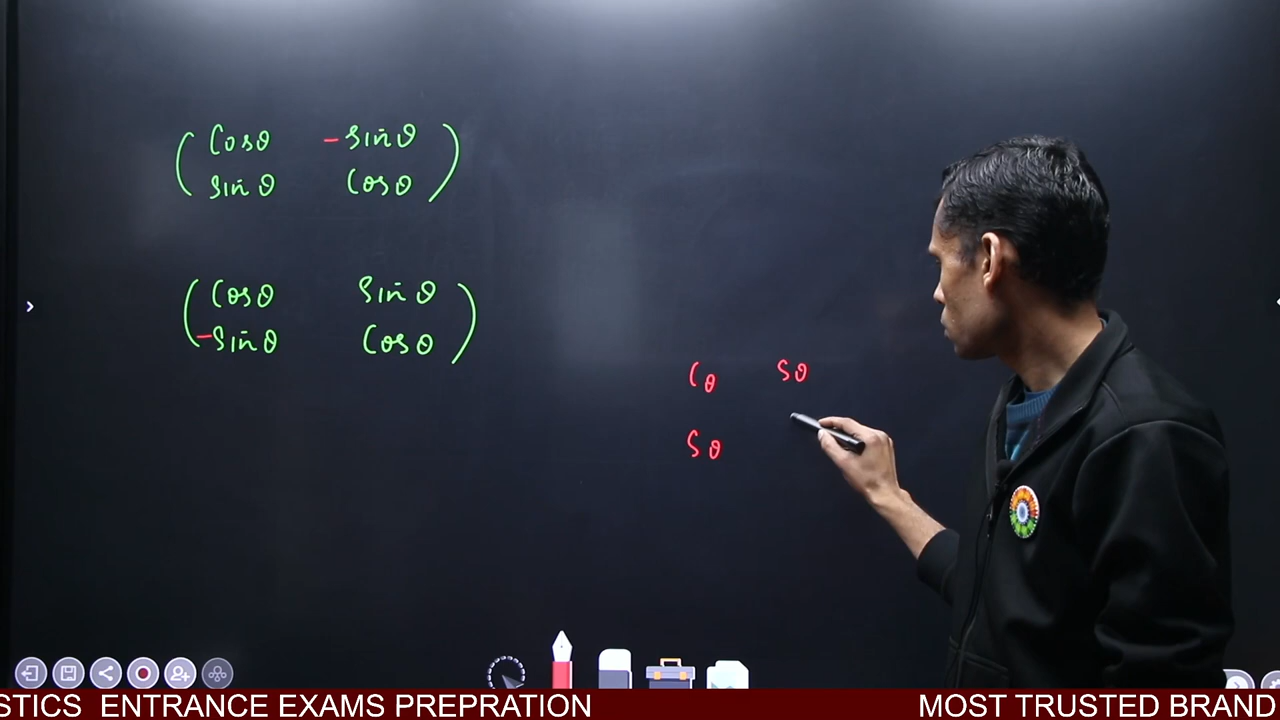 Cosθ -Sinθ
Sinθ Cosθ
Cosθ Sinθ
-Sinθ Cosθ
Cθ Sθ
Sθ
STICS ENTRANCE EXAMS PREPRATION MOST TRUSTED BRAND